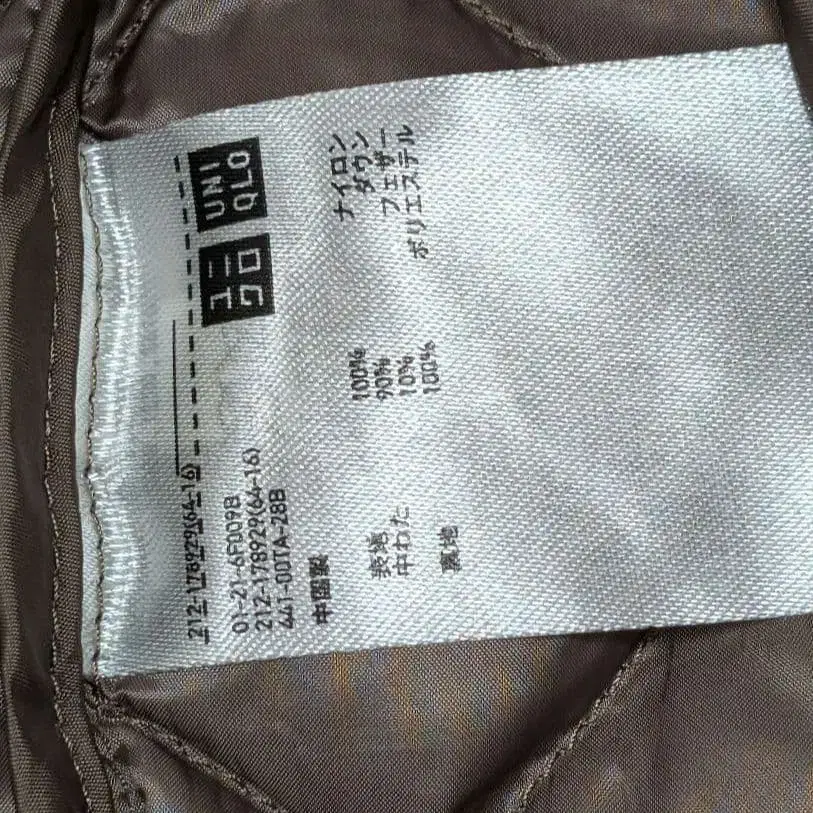 212-178929(64-16)
ユニクロ
UNIQLO
01-21-6F009B
212-178929(64-16)
441-00TA-28B
中国製
表地 100% ナイロン
中わた 90% ダウン
10% フェザー
裏地 100% ポリエステル